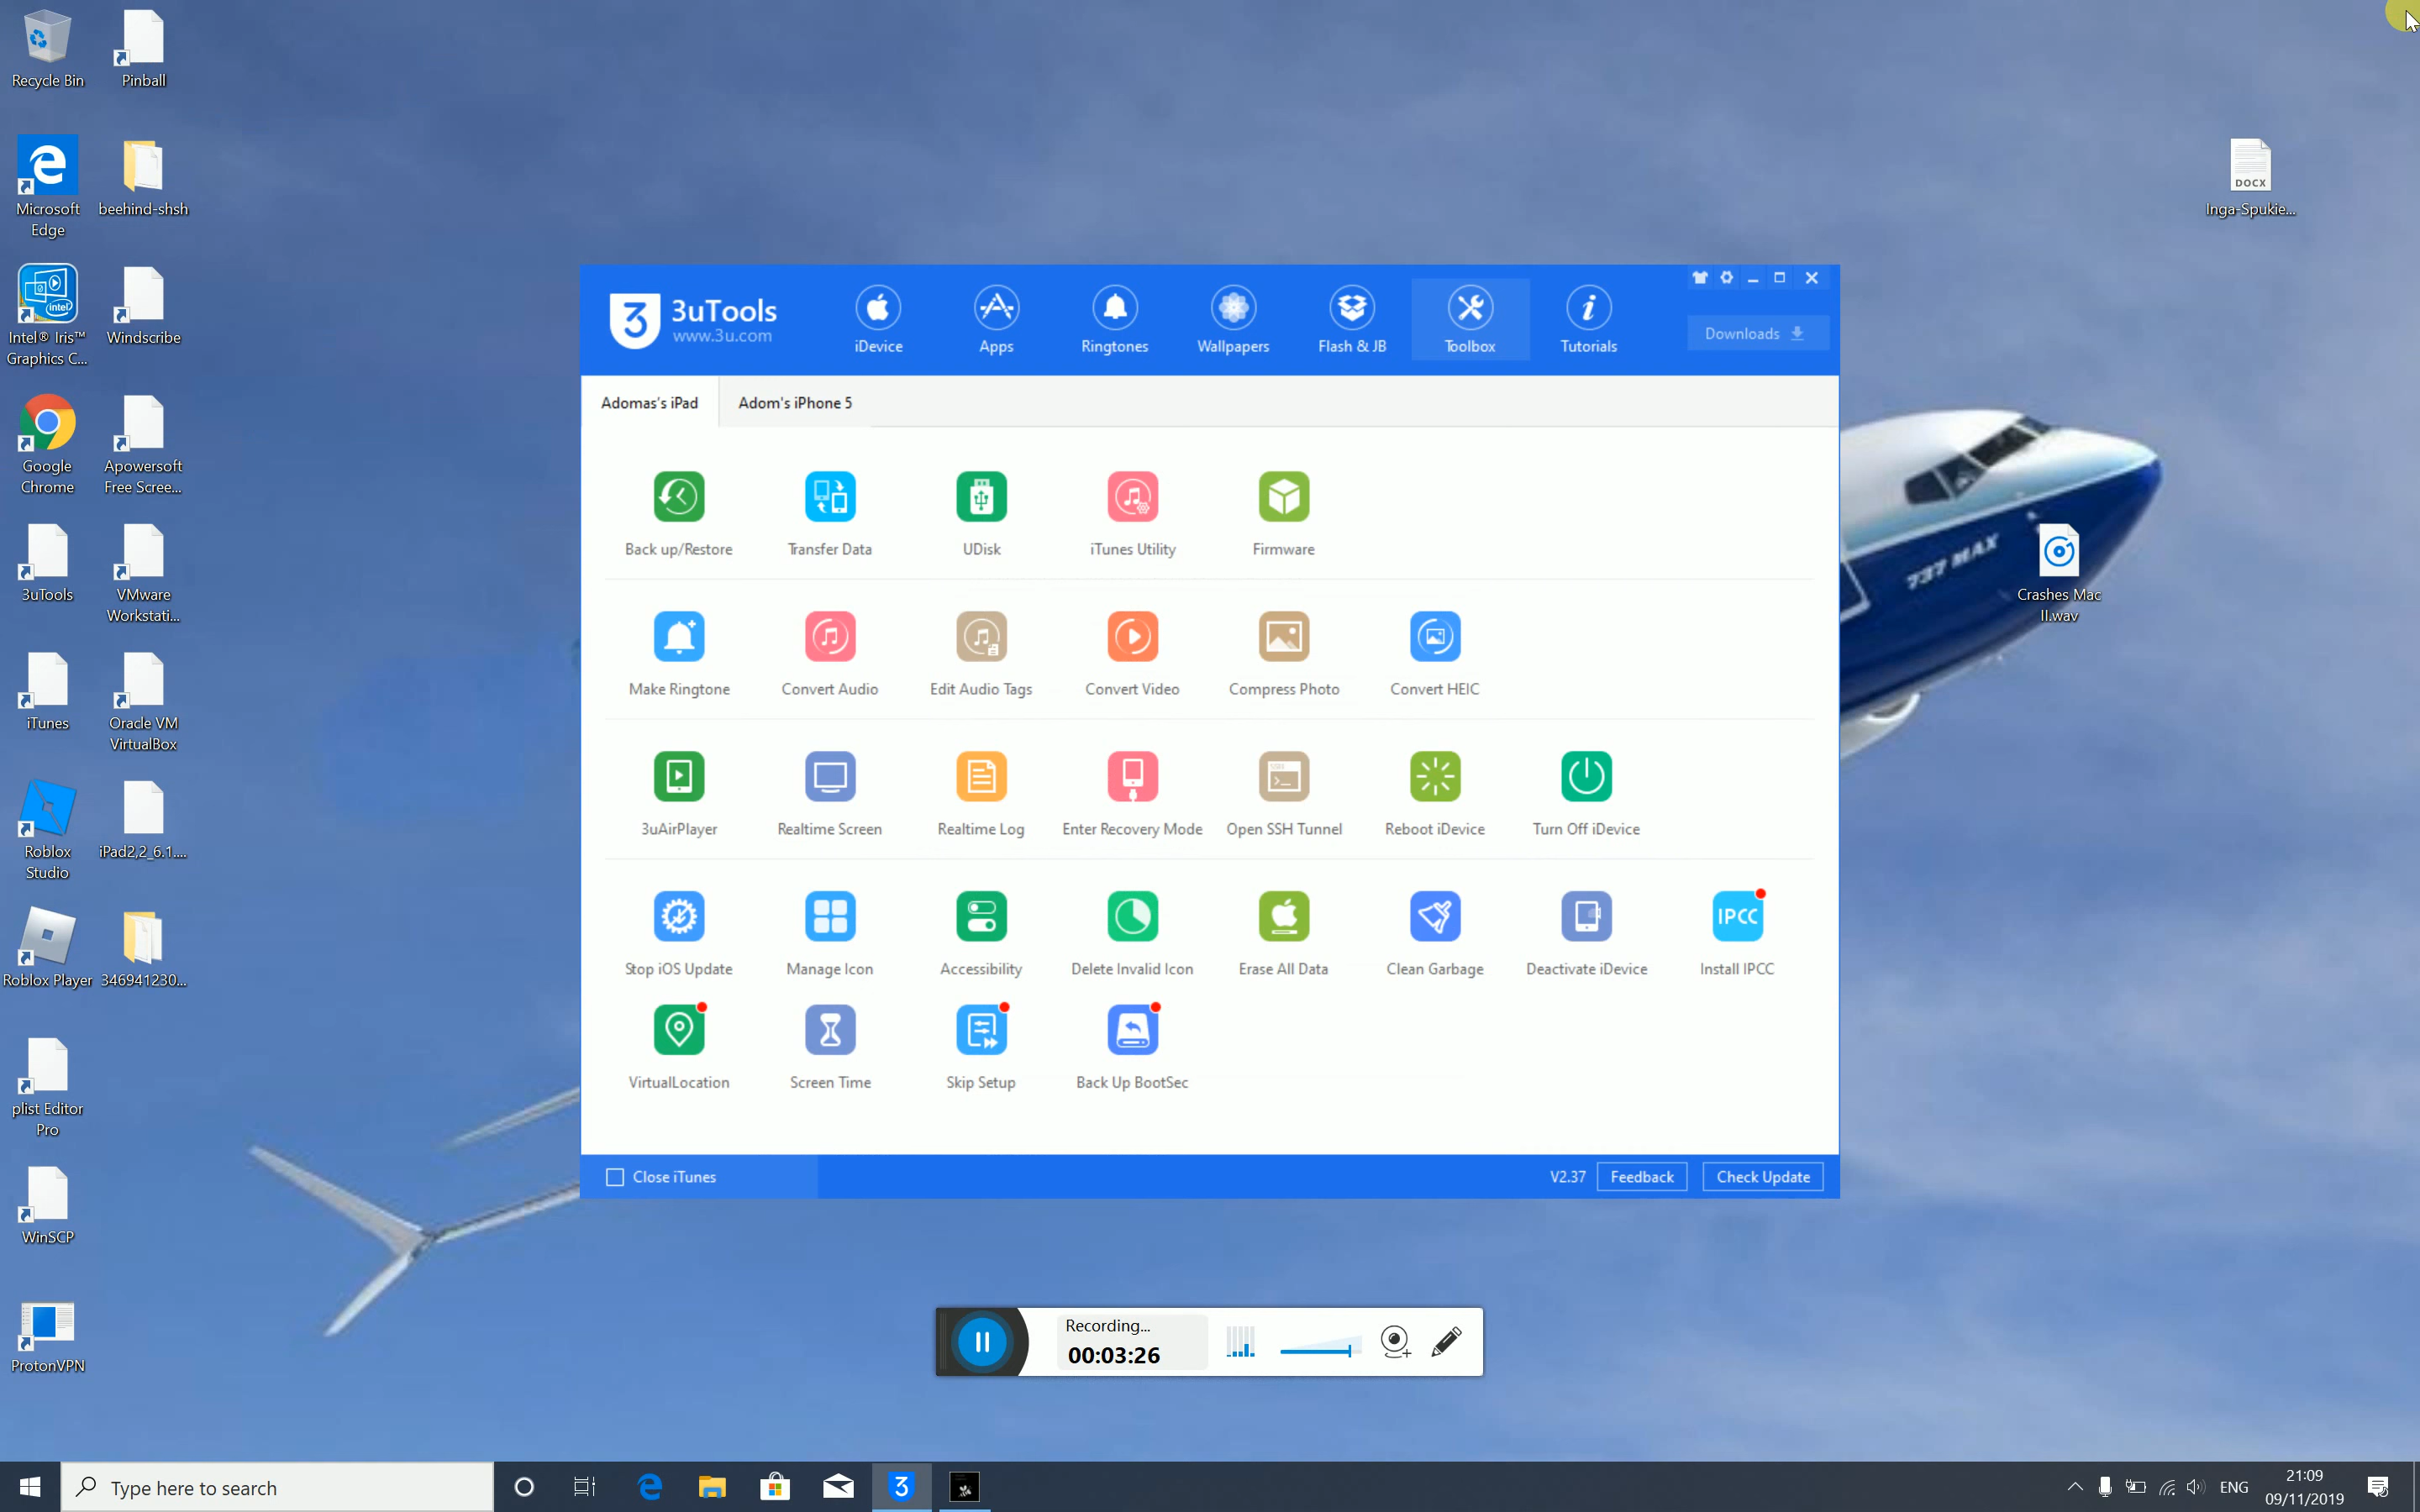 Recycle Bin
Pinball
Microsoft
Edge
beehind-shsh
Intel® Iris™
Graphics C...
Windscribe
Google
Chrome
Apowersoft
Free Scree...
3uTools
VMware
Workstati...
iTunes
Oracle VM
VirtualBox
Roblox
Studio
iPad2,2_6.1....
Roblox Player
346941230...
plist Editor
Pro
WinSCP
ProtonVPN
DOCX
Inga-Spukie...
737 MAX
Crashes Mac
II.wav
3 3uTools
www.3u.com
iDevice
Apps
Ringtones
Wallpapers
Flash & JB
Toolbox
Tutorials
Downloads
Adomas's iPad
Adom's iPhone 5
Back up/Restore
Transfer Data
UDisk
iTunes Utility
Firmware
Make Ringtone
Convert Audio
Edit Audio Tags
Convert Video
Compress Photo
Convert HEIC
3uAirPlayer
Realtime Screen
Realtime Log
Enter Recovery Mode
Open SSH Tunnel
Reboot iDevice
Turn Off iDevice
IPCC
Stop iOS Update
Manage Icon
Accessibility
Delete Invalid Icon
Erase All Data
Clean Garbage
Deactivate iDevice
Install IPCC
VirtualLocation
Screen Time
Skip Setup
Back Up BootSec
Close iTunes
V2.37
Feedback
Check Update
Recording...
00:03:26
Type here to search
3
ENG
21:09
09/11/2019